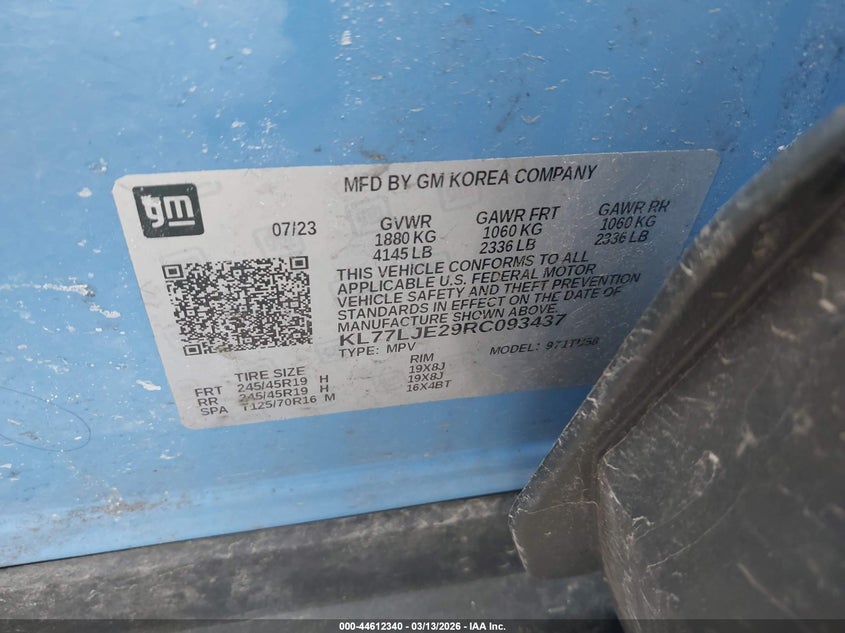 MFD BY GM KOREA COMPANY
gm
07/23
GVWR
1880 KG
4145 LB
GAWR FRT
1060 KG
2336 LB
GAWR RR
1060 KG
2336 LB
THIS VEHICLE CONFORMS TO ALL
APPLICABLE U.S. FEDERAL MOTOR
VEHICLE SAFETY AND THEFT PREVENTION
STANDARDS IN EFFECT ON THE DATE OF
MANUFACTURE SHOWN ABOVE.
KL77LJE29RC093437
TYPE: MPV
MODEL:
TIRE SIZE RIM
FRT 245/45R19 H 19X8J
RR 245/45R19 H 19X8J
SPA T125/70R16 M 16X4BT
000-44612340 - 03/13/2026 - IAA Inc.